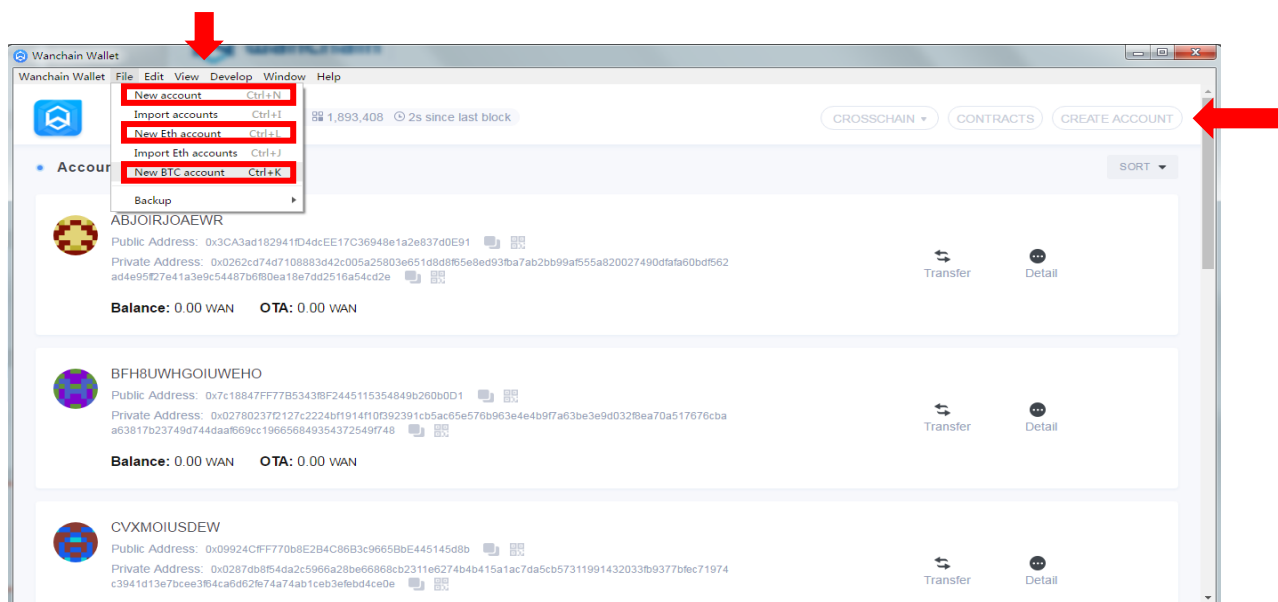 wanchain
Wanchain Wallet
Wanchain Wallet File Edit View Develop Window Help
New account Ctrl+N
Import accounts Ctrl+I
New Eth account Ctrl+L
Import Eth accounts Ctrl+J
New BTC account Ctrl+K
Backup
1,893,408 2s since last block
CROSSCHAIN CONTRACTS CREATE ACCOUNT
Accour
SORT
ABJOIRJOAEWR
Public Address: 0x3CA3ad182941fD4dcEE17C36948e1a2e837d0E91
Private Address: 0x0262cd74d7108883d42c005a25803e651d8d8f65e8ed93fba7ab2bb99af555a820027490dfafa60bdf562
ad4e95ff27e41a3e9c54487b6f80ea18e7dd2516a54cd2e
Balance: 0.00 WAN OTA: 0.00 WAN
Transfer Detail
BFH8UWHGOIUWEHO
Public Address: 0x7c18847FF77B5343f8F2445115354849b260b0D1
Private Address: 0x02780237f2127c2224bf1914f10f392391cb5ac65e576b963e4e4b9f7a63be3e9d032f8ea70a517676cba
a63817b23749d744daaf669cc196656849354372549f748
Balance: 0.00 WAN OTA: 0.00 WAN
Transfer Detail
CVXMOIUSDEW
Public Address: 0x09924CfFF770b8E2B4C86B3c9665BbE445145d8b
Private Address: 0x0287db8f54da2c5966a28be66868cb2311e6274b4b415a1ac7da5cb57311991432033fb9377bfec71974
c3941d13e7bcee3f64ca6d62fe74a74ab1ceb3efebd4ce0e
Transfer Detail